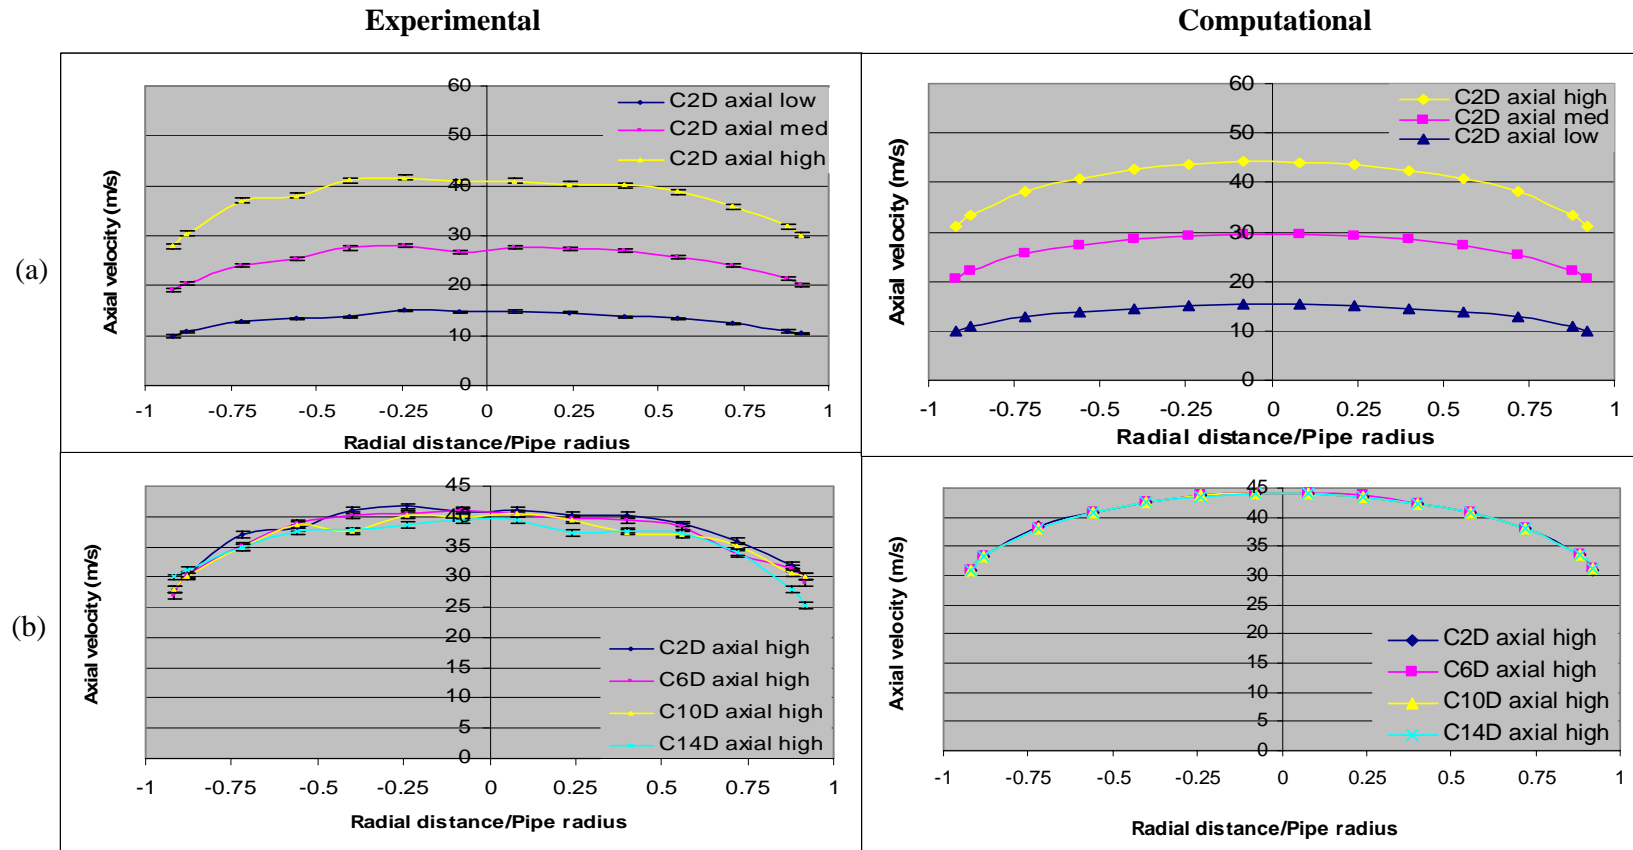 Experimental
Computational
(a)
Axial velocity (m/s)
60
50
40
30
20
10
0
C2D axial low
C2D axial med
C2D axial high
-1 -0.75 -0.5 -0.25 0 0.25 0.5 0.75 1
Radial distance/Pipe radius
Axial velocity (m/s)
60
50
40
30
20
10
0
C2D axial high
C2D axial med
C2D axial low
-1 -0.75 -0.5 -0.25 0 0.25 0.5 0.75 1
Radial distance/Pipe radius
(b)
Axial velocity (m/s)
45
40
35
30
25
20
15
10
5
0
C2D axial high
C6D axial high
C10D axial high
C14D axial high
-1 -0.75 -0.5 -0.25 0 0.25 0.5 0.75 1
Radial distance/Pipe radius
Axial velocity (m/s)
45
40
35
30
25
20
15
10
5
0
C2D axial high
C6D axial high
C10D axial high
C14D axial high
-1 -0.75 -0.5 -0.25 0 0.25 0.5 0.75 1
Radial distance/Pipe radius